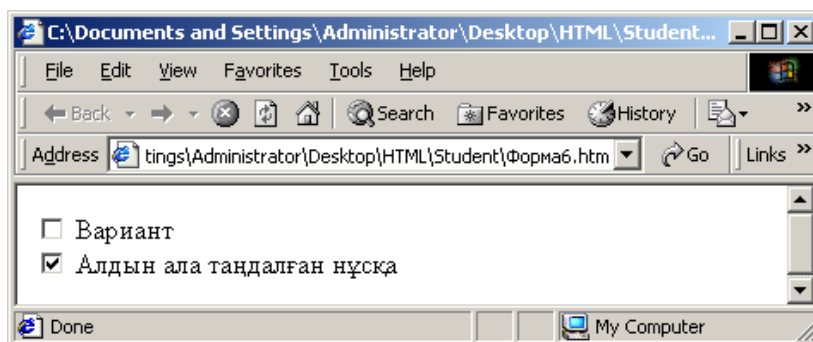 C:\Documents and Settings\Administrator\Desktop\HTML\Student...
File Edit View Favorites Tools Help
Back Search Favorites History »
Address tings\Administrator\Desktop\HTML\Student\Форма6.htm Go Links »
Вариант
Алдын ала таңдалған нұсқа
Done My Computer